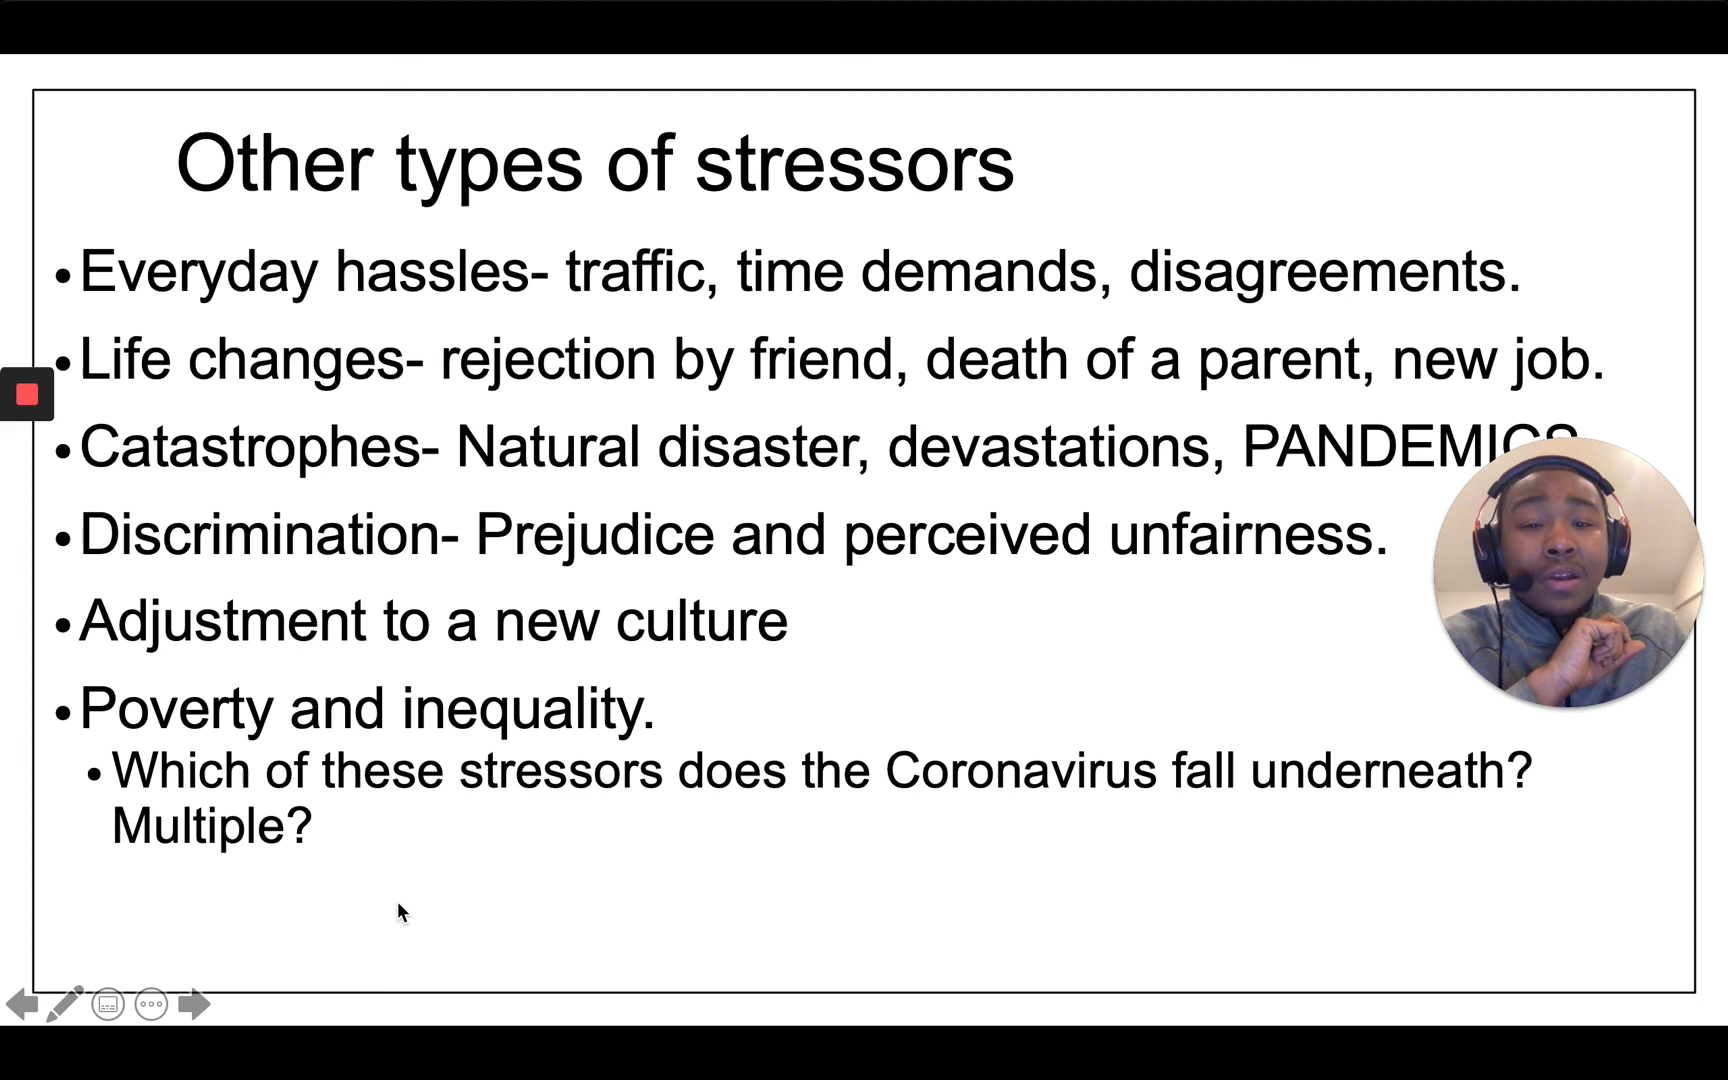 Other types of stressors
•Everyday hassles- traffic, time demands, disagreements.
•Life changes- rejection by friend, death of a parent, new job.
•Catastrophes- Natural disaster, devastations, PANDEMICS
•Discrimination- Prejudice and perceived unfairness.
•Adjustment to a new culture
•Poverty and inequality.
•Which of these stressors does the Coronavirus fall underneath?
Multiple?